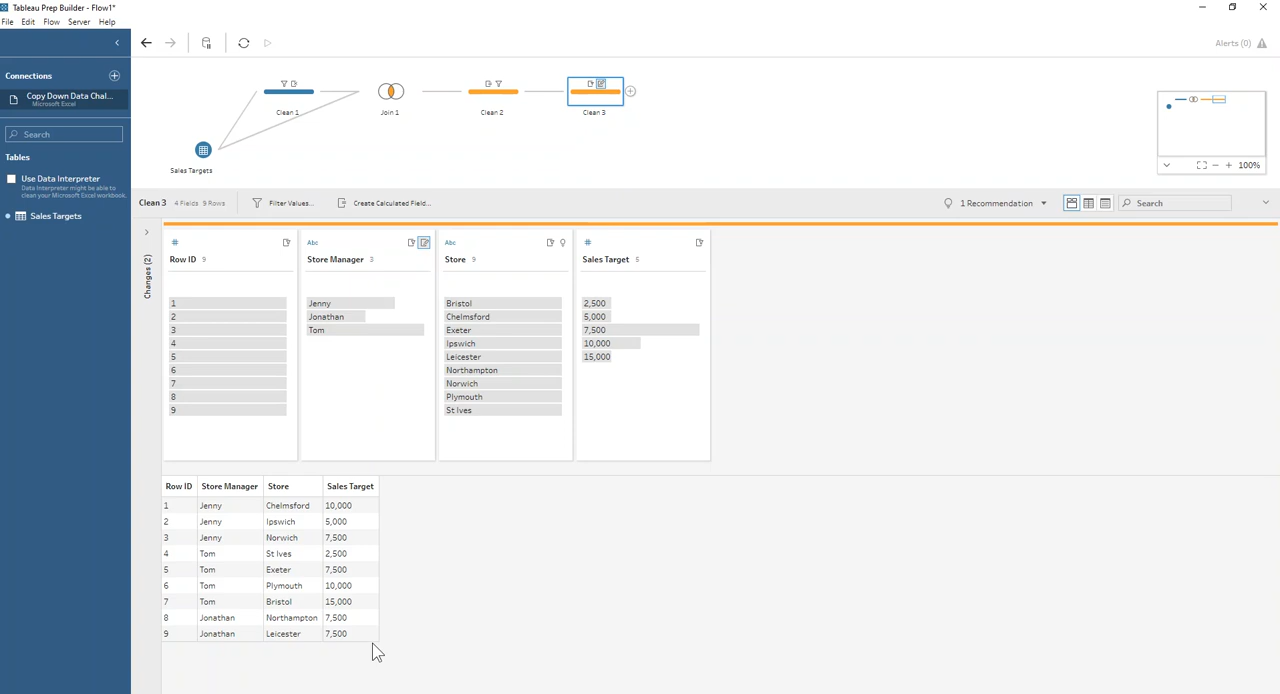 Tableau Prep Builder - Flow1*
File Edit Flow Server Help
Alerts (0)
Connections
Copy Down Data Chal...
Microsoft Excel
Search
Tables
Use Data Interpreter
Data Interpreter might be able to
clean your Microsoft Excel workbook.
Sales Targets
Clean 1
Join 1
Clean 2
Clean 3
Sales Targets
100%
Clean 3 4 Fields 9 Rows
Filter Values...
Create Calculated Field...
1 Recommendation
Search
Changes (2)
# Abc Abc #
Row ID 9
1
2
3
4
5
6
7
8
9
Store Manager 3
Jenny
Jonathan
Tom
Store 9
Bristol
Chelmsford
Exeter
Ipswich
Leicester
Northampton
Norwich
Plymouth
St Ives
Sales Target 5
2,500
5,000
7,500
10,000
15,000
Row ID Store Manager Store Sales Target
1 Jenny Chelmsford 10,000
2 Jenny Ipswich 5,000
3 Jenny Norwich 7,500
4 Tom St Ives 2,500
5 Tom Exeter 7,500
6 Tom Plymouth 10,000
7 Tom Bristol 15,000
8 Jonathan Northampton 7,500
9 Jonathan Leicester 7,500